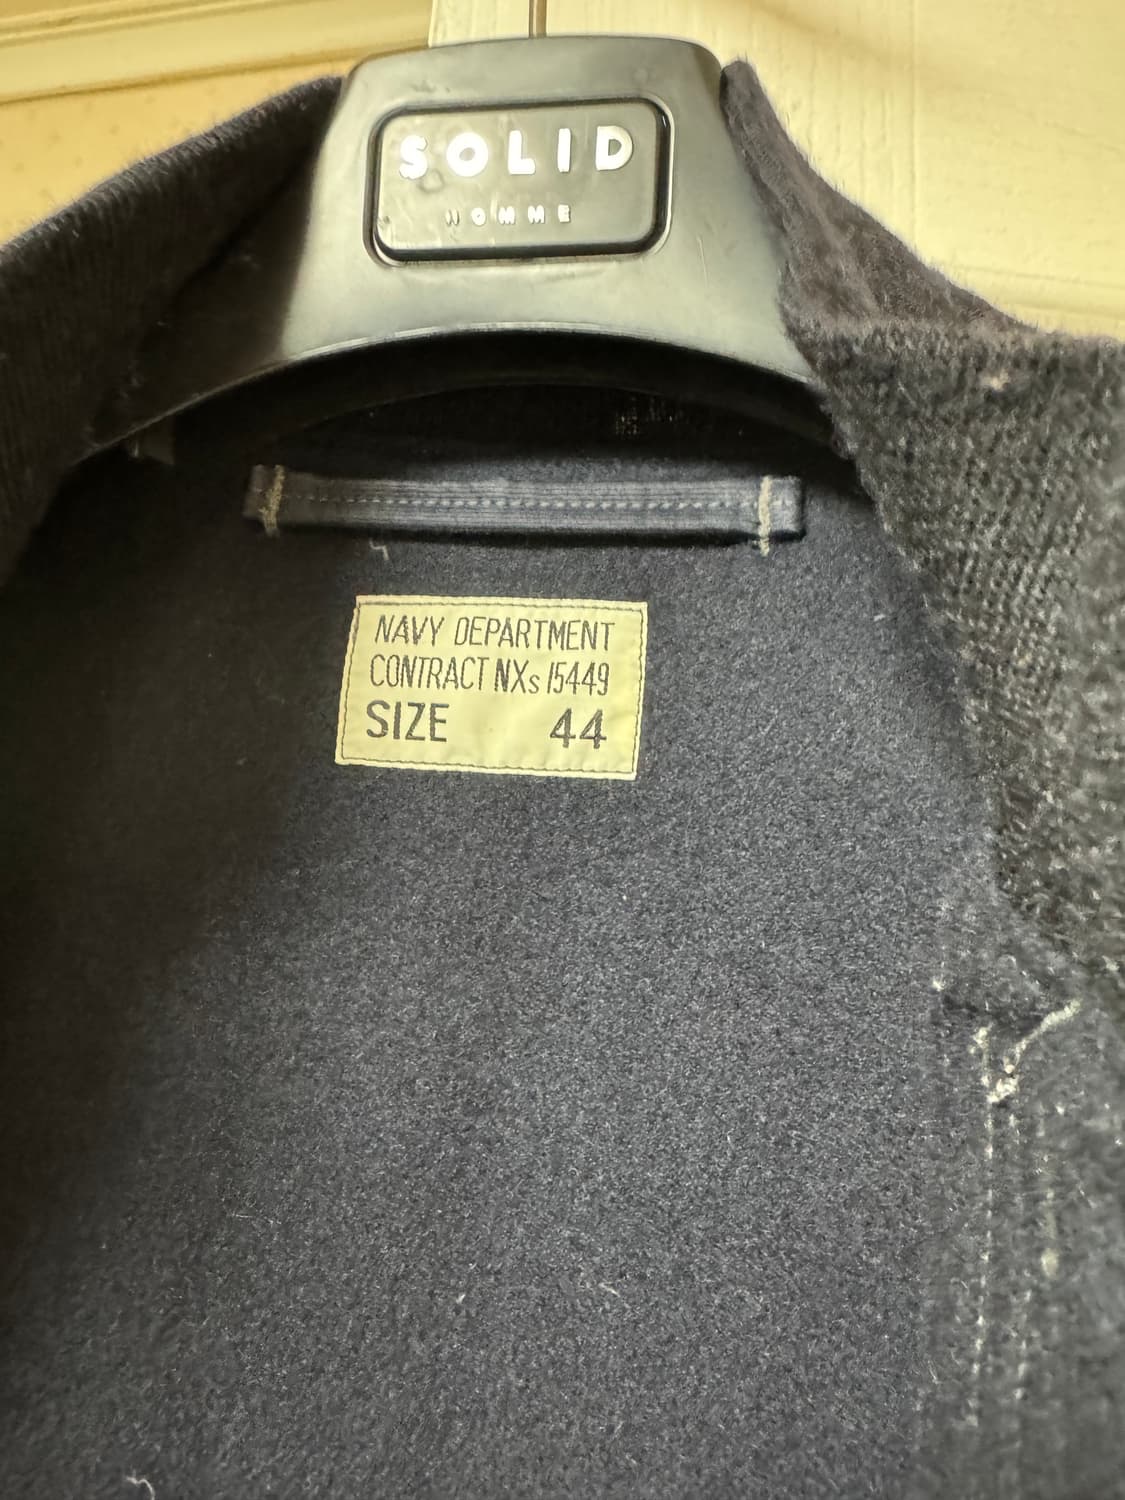 SOLID
HOMME
NAVY DEPARTMENT
CONTRACT NXs 15449
SIZE 44